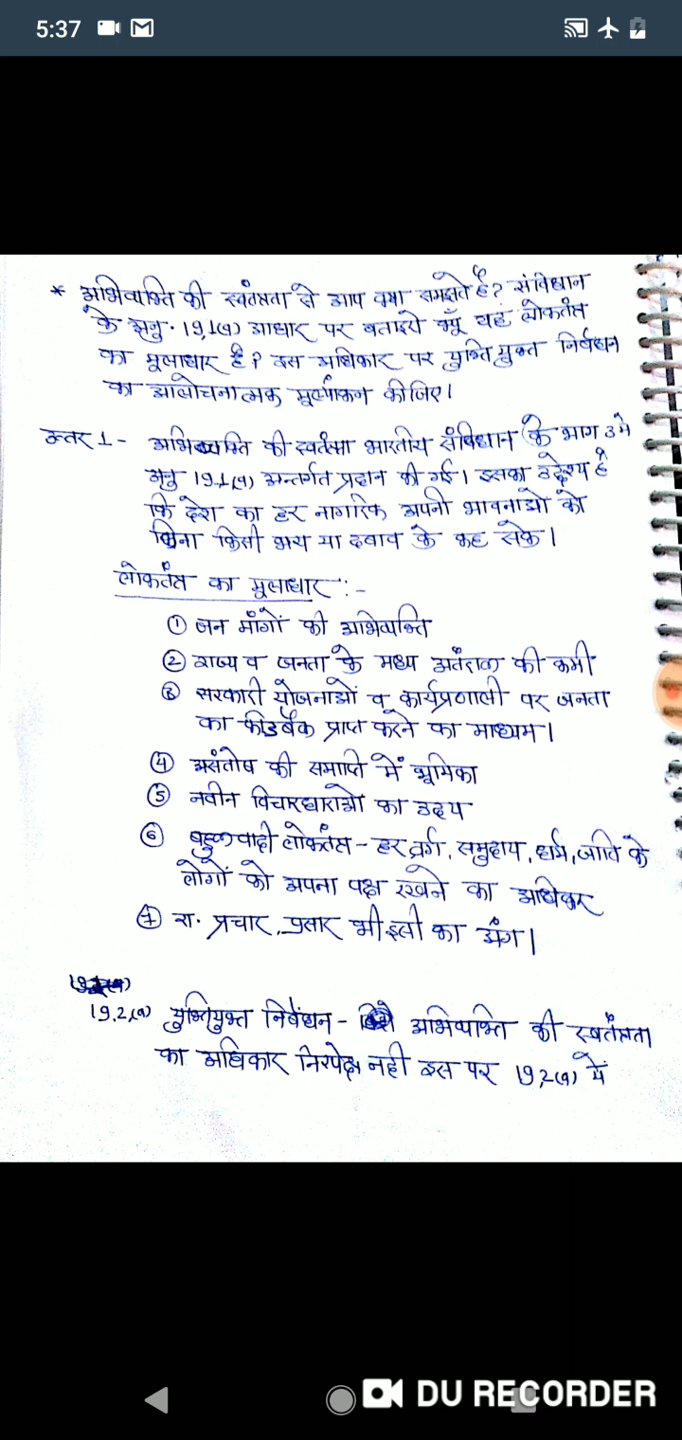 5:37
* अभिव्यक्ति की स्वतंत्रता से आप क्या समझते है? संविधान
के अनु. 19,1(a) आधार पर बताइये क्यूँ यह लोकतंत्र
का मूलाधार है? इस अधिकार पर युक्तियुक्त निर्बंधन
का आलोचनात्मक मूल्यांकन कीजिए।
उत्तर 1- अभिव्यक्ति की स्वतंत्रता भारतीय संविधान के भाग 3 मे
अनु 19,1(a) अन्तर्गत प्रदान की गई। इसका उद्देश्य है
कि देश का हर नागरिक अपनी भावनाओ को
बिना किसी भय या दवाव के कह सके।
लोकतंत्र का मूलाधार :-
① जन माँगों की अभिव्यक्ति
② राज्य व जनता के मध्य अतंराल की कमी
③ सरकारी योजनाओं व कार्यप्रणाली पर जनता
का फीडबैक प्राप्त करने का माध्यम।
④ असंतोष की समाप्ति में भूमिका
⑤ नवीन विचारधाराओ का उदय
⑥ बहुलवादी लोकतंत्र - हर वर्ग, समुदाय, धर्म, जाति के
लोगों को अपना पक्ष रखने का अधिकार
⑦ रा. प्रचार, प्रसार भी इसी का अंग।
19,2,(a) युक्तियुक्त निबंधन - अभिव्यक्ति की स्वतंत्रता
का अधिकार निरपेक्ष नही इस पर 19,2(a) में
DU RECORDER